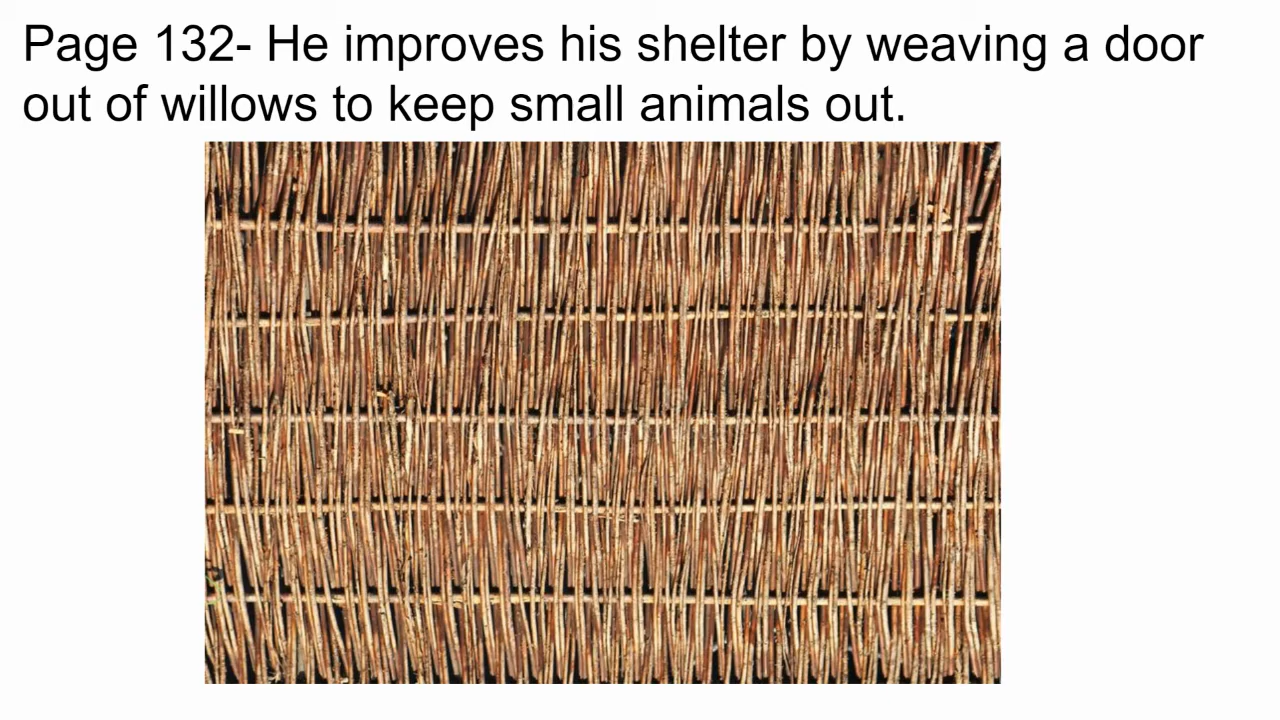 Page 132- He improves his shelter by weaving a door
out of willows to keep small animals out.